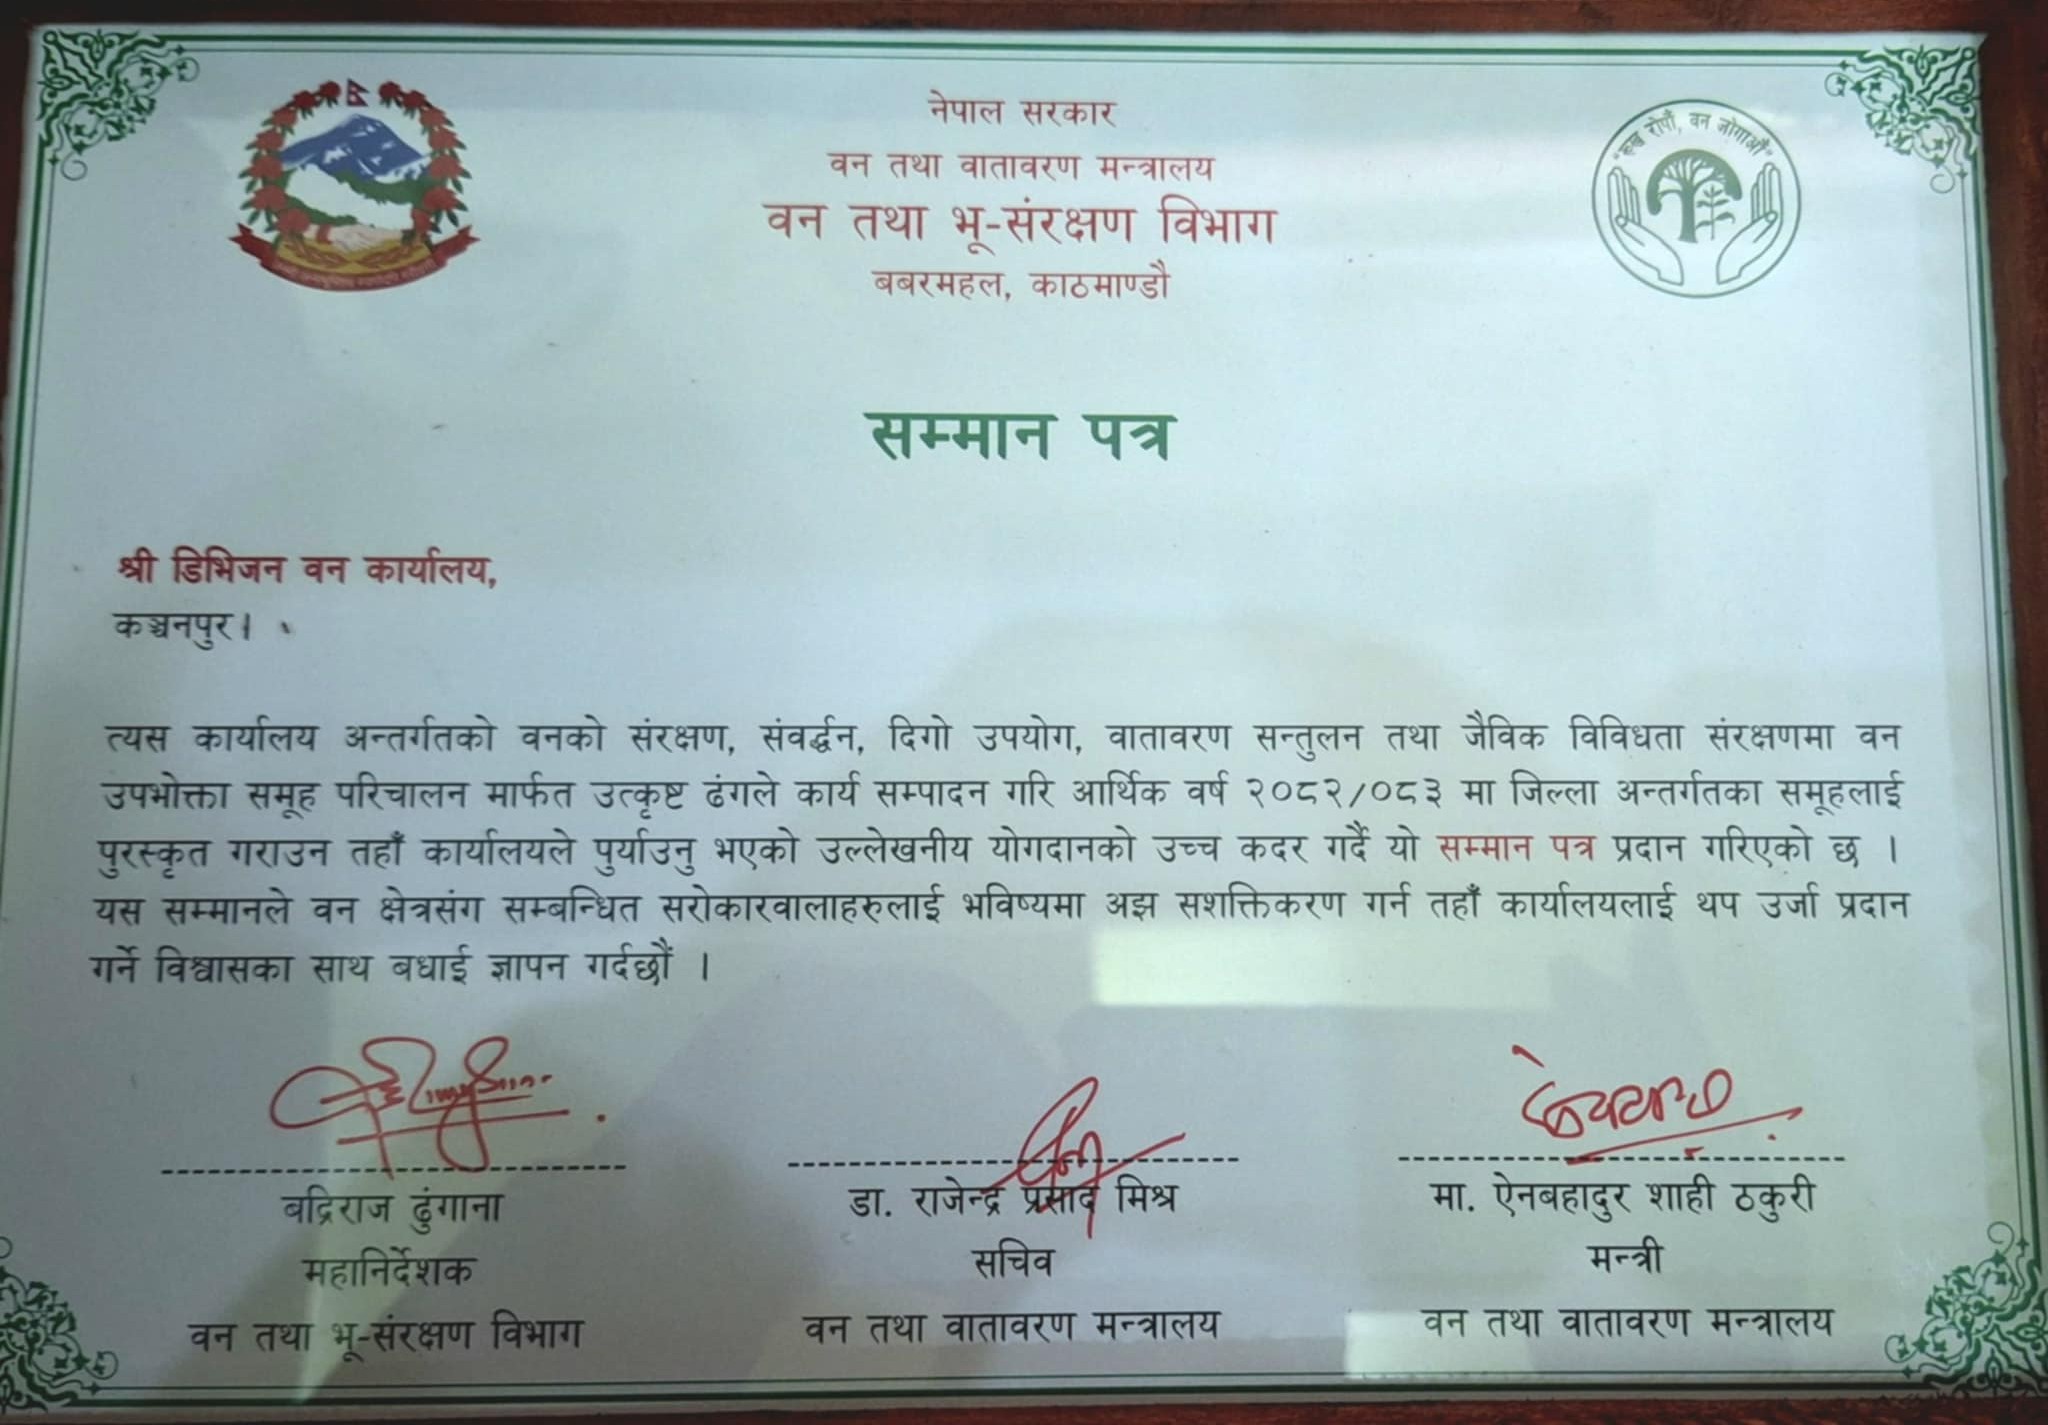 नेपाल सरकार
वन तथा वातावरण मन्त्रालय
वन तथा भू-संरक्षण विभाग
बबरमहल, काठमाण्डौ
"रुख रोपौं, वन जोगाऔं"
सम्मान पत्र
श्री डिभिजन वन कार्यालय,
कञ्चनपुर।
त्यस कार्यालय अन्तर्गतको वनको संरक्षण, संवर्द्धन, दिगो उपयोग, वातावरण सन्तुलन तथा जैविक विविधता संरक्षणमा वन
उपभोक्ता समूह परिचालन मार्फत उत्कृष्ट ढंगले कार्य सम्पादन गरि आर्थिक वर्ष २०८२/०८३ मा जिल्ला अन्तर्गतका समूहलाई
पुरस्कृत गराउन तहाँ कार्यालयले पुर्याउनु भएको उल्लेखनीय योगदानको उच्च कदर गर्दै यो सम्मान पत्र प्रदान गरिएको छ ।
यस सम्मानले वन क्षेत्रसंग सम्बन्धित सरोकारवालाहरुलाई भविष्यमा अझ सशक्तिकरण गर्न तहाँ कार्यालयलाई थप उर्जा प्रदान
गर्ने विश्वासका साथ बधाई ज्ञापन गर्दछौं ।
बद्रिराज ढुंगाना
महानिर्देशक
वन तथा भू-संरक्षण विभाग
डा. राजेन्द्र प्रसाद मिश्र
सचिव
वन तथा वातावरण मन्त्रालय
मा. ऐनबहादुर शाही ठकुरी
मन्त्री
वन तथा वातावरण मन्त्रालय